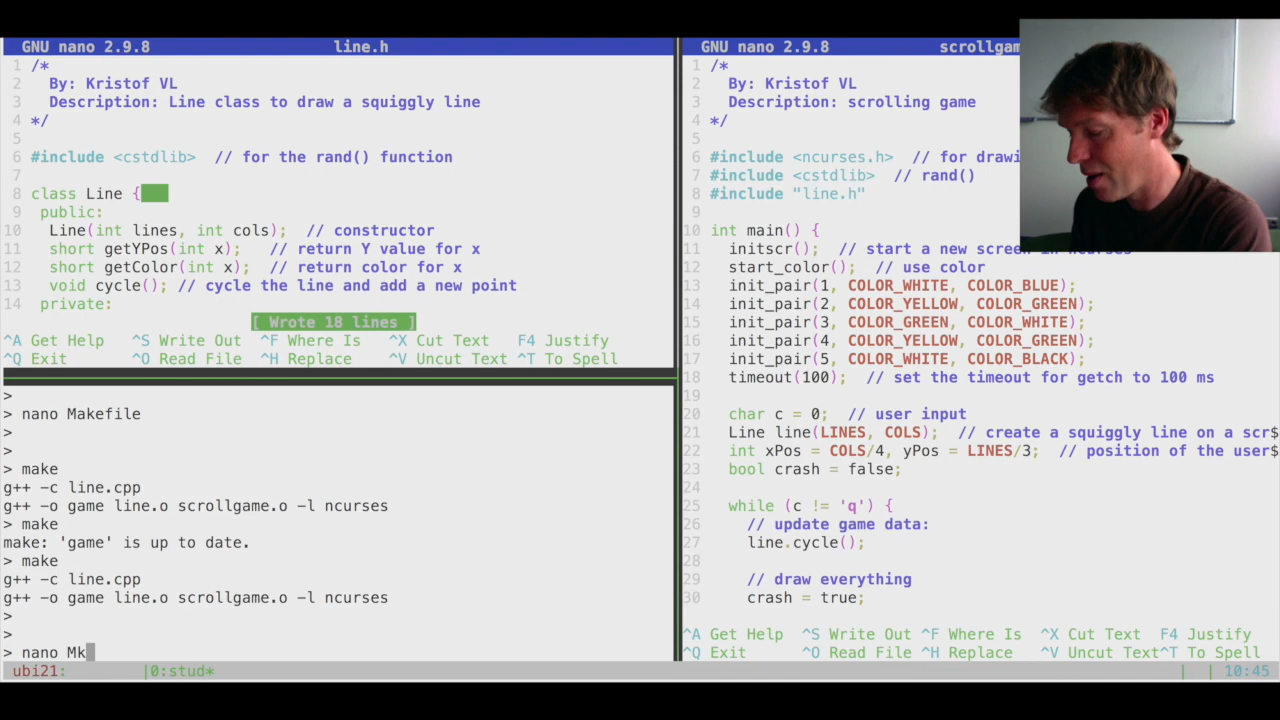 GNU nano 2.9.8 line.h
1 /*
2 By: Kristof VL
3 Description: Line class to draw a squiggly line
4 */
5
6 #include <cstdlib> // for the rand() function
7
8 class Line {
9 public:
10 Line(int lines, int cols); // constructor
11 short getYPos(int x); // return Y value for x
12 short getColor(int x); // return color for x
13 void cycle(); // cycle the line and add a new point
14 private:
[ Wrote 18 lines ]
^A Get Help ^S Write Out ^F Where Is ^X Cut Text F4 Justify
^Q Exit ^O Read File ^H Replace ^V Uncut Text ^T To Spell
>
> nano Makefile
>
>
> make
g++ -c line.cpp
g++ -o game line.o scrollgame.o -l ncurses
> make
make: 'game' is up to date.
> make
g++ -c line.cpp
g++ -o game line.o scrollgame.o -l ncurses
>
>
> nano Mk
GNU nano 2.9.8 scrollgam
1 /*
2 By: Kristof VL
3 Description: scrolling game
4 */
5
6 #include <ncurses.h> // for drawi
7 #include <cstdlib> // rand()
8 #include "line.h"
9
10 int main() {
11 initscr(); // start a new screen in ncurses
12 start_color(); // use color
13 init_pair(1, COLOR_WHITE, COLOR_BLUE);
14 init_pair(2, COLOR_YELLOW, COLOR_GREEN);
15 init_pair(3, COLOR_GREEN, COLOR_WHITE);
16 init_pair(4, COLOR_YELLOW, COLOR_GREEN);
17 init_pair(5, COLOR_WHITE, COLOR_BLACK);
18 timeout(100); // set the timeout for getch to 100 ms
19
20 char c = 0; // user input
21 Line line(LINES, COLS); // create a squiggly line on a scr$
22 int xPos = COLS/4, yPos = LINES/3; // position of the user$
23 bool crash = false;
24
25 while (c != 'q') {
26 // update game data:
27 line.cycle();
28
29 // draw everything
30 crash = true;
^A Get Help ^S Write Out ^F Where Is ^X Cut Text F4 Justify
^Q Exit ^O Read File ^H Replace ^V Uncut Text^T To Spell
ubi21: |0:stud* | | 10:45